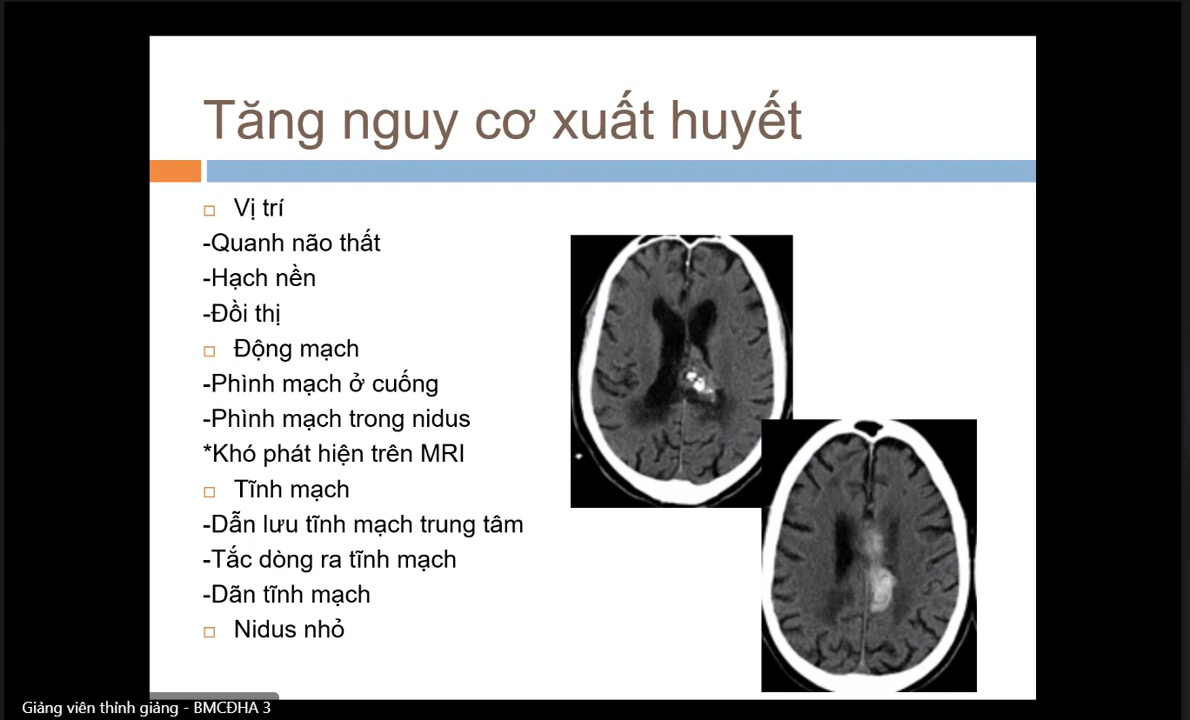 Tăng nguy cơ xuất huyết
Vị trí
-Quanh não thất
-Hạch nền
-Đồi thị
Động mạch
-Phình mạch ở cuống
-Phình mạch trong nidus
*Khó phát hiện trên MRI
Tĩnh mạch
-Dẫn lưu tĩnh mạch trung tâm
-Tắc dòng ra tĩnh mạch
-Dãn tĩnh mạch
Nidus nhỏ
Giảng viên thỉnh giảng - BMCĐHA 3